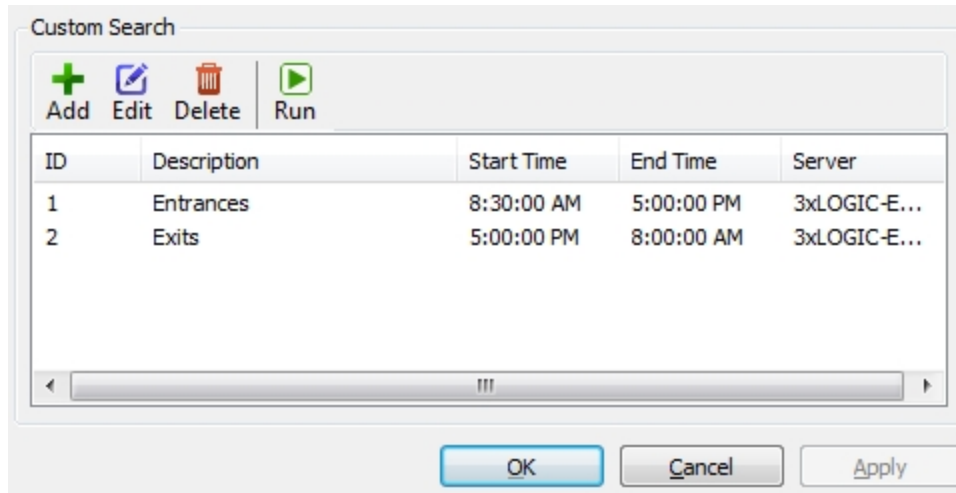 Custom Search
Add Edit Delete Run
ID Description Start Time End Time Server
1 Entrances 8:30:00 AM 5:00:00 PM 3xLOGIC-E...
2 Exits 5:00:00 PM 8:00:00 AM 3xLOGIC-E...
OK Cancel Apply